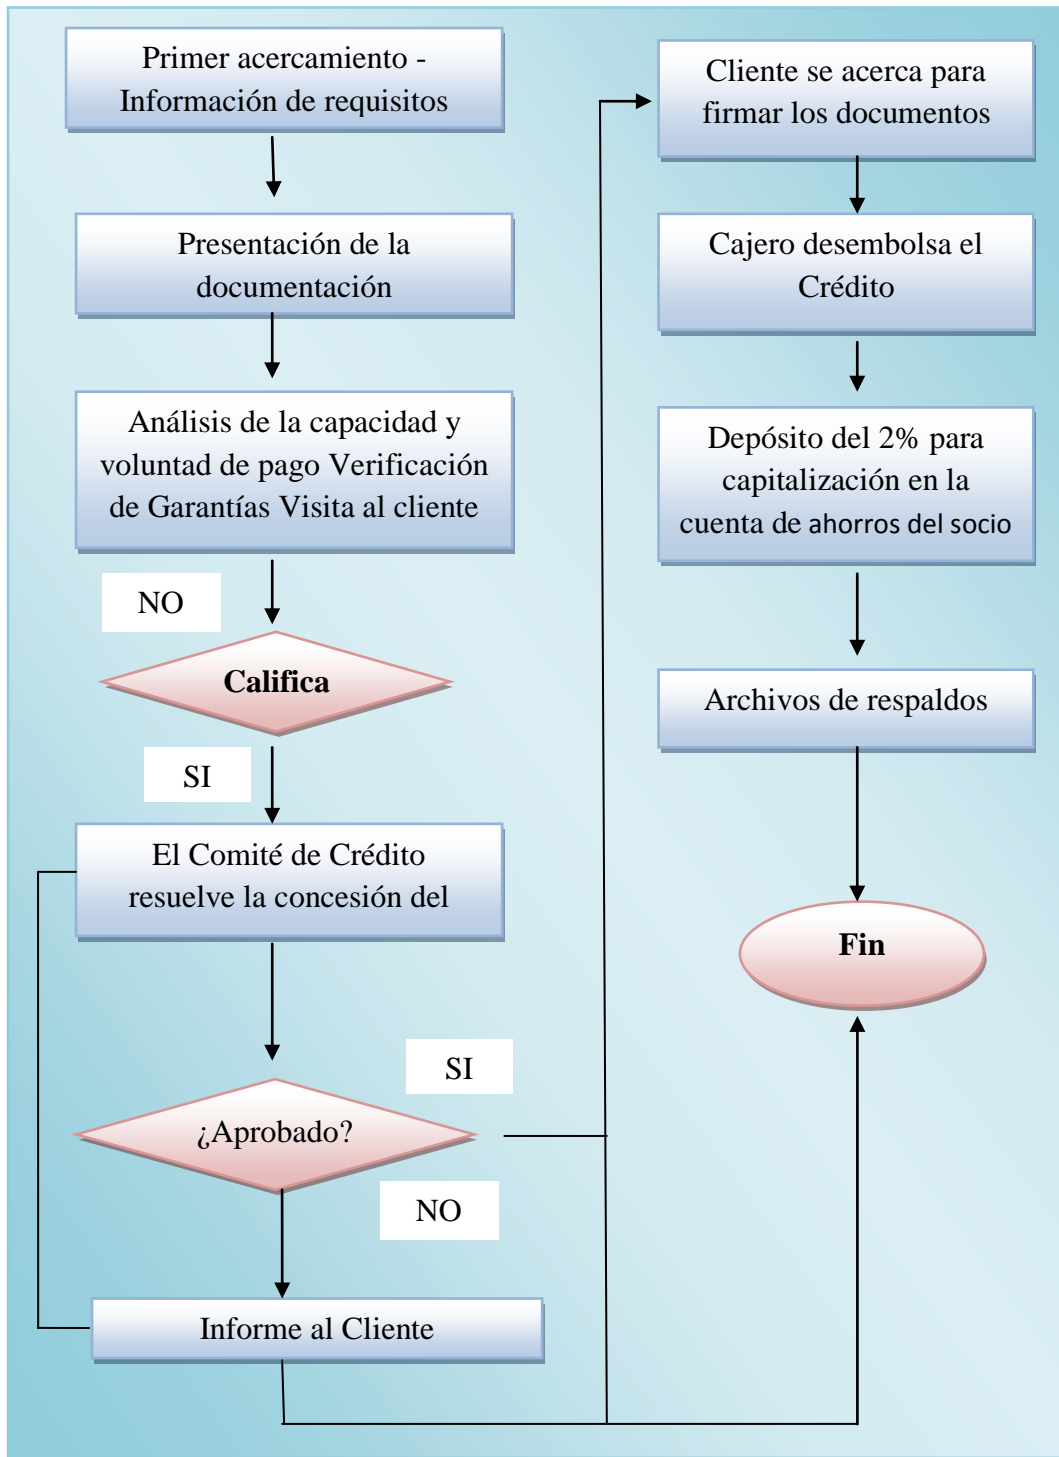 Primer acercamiento -
Información de requisitos
Presentación de la
documentación
Análisis de la capacidad y
voluntad de pago Verificación
de Garantías Visita al cliente
NO
Califica
SI
El Comité de Crédito
resuelve la concesión del
SI
¿Aprobado?
NO
Informe al Cliente
Cliente se acerca para
firmar los documentos
Cajero desembolsa el
Crédito
Depósito del 2% para
capitalización en la
cuenta de ahorros del socio
Archivos de respaldos
Fin